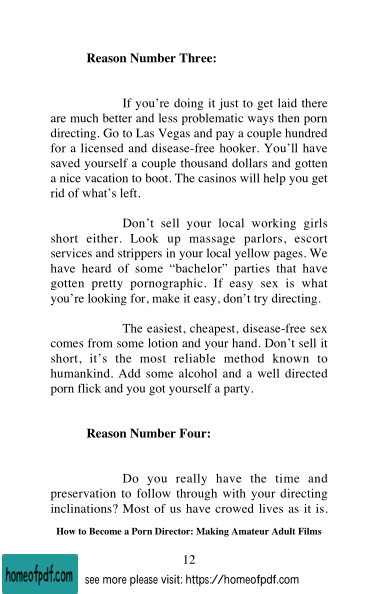 Reason Number Three:
If you're doing it just to get laid there
are much better and less problematic ways then porn
directing. Go to Las Vegas and pay a couple hundred
for a licensed and disease-free hooker. You'll have
saved yourself a couple thousand dollars and gotten
a nice vacation to boot. The casinos will help you get
rid of what's left.
Don't sell your local working girls
short either. Look up massage parlors, escort
services and strippers in your local yellow pages. We
have heard of some “bachelor” parties that have
gotten pretty pornographic. If easy sex is what
you're looking for, make it easy, don't try directing.
The easiest, cheapest, disease-free sex
comes from some lotion and your hand. Don't sell it
short, it's the most reliable method known to
humankind. Add some alcohol and a well directed
porn flick and you got yourself a party.
Reason Number Four:
Do you really have the time and
preservation to follow through with your directing
inclinations? Most of us have crowed lives as it is.
How to Become a Porn Director: Making Amateur Adult Films
12
homeofpdf.com
see more please visit: https://homeofpdf.com